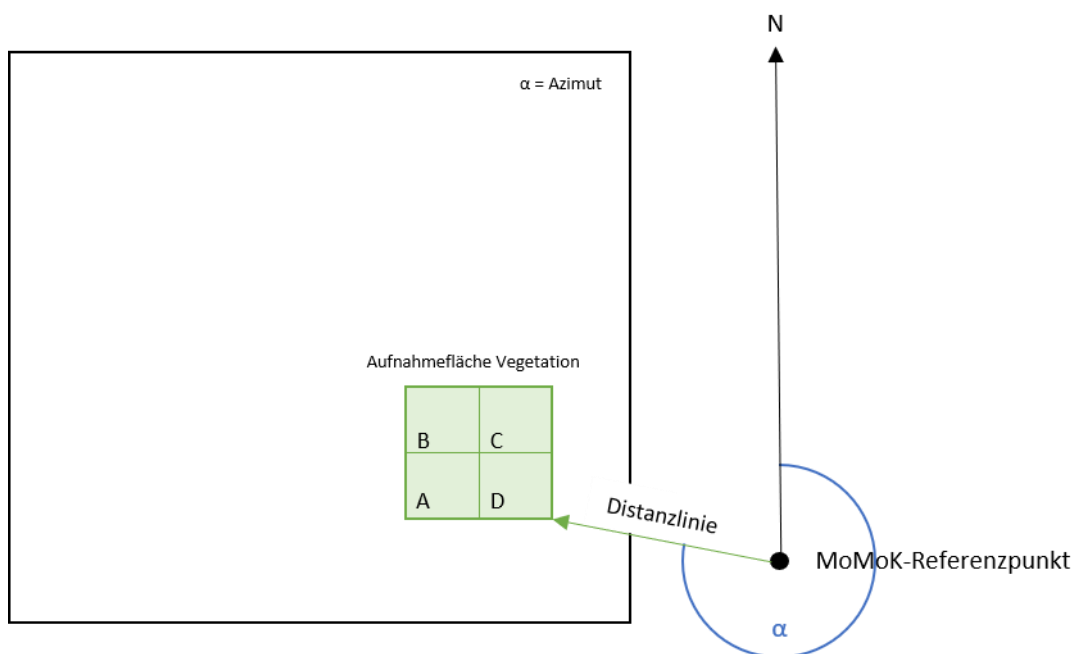 N
α = Azimut
Aufnahmefläche Vegetation
B C
A D
Distanzlinie
MoMoK-Referenzpunkt
α